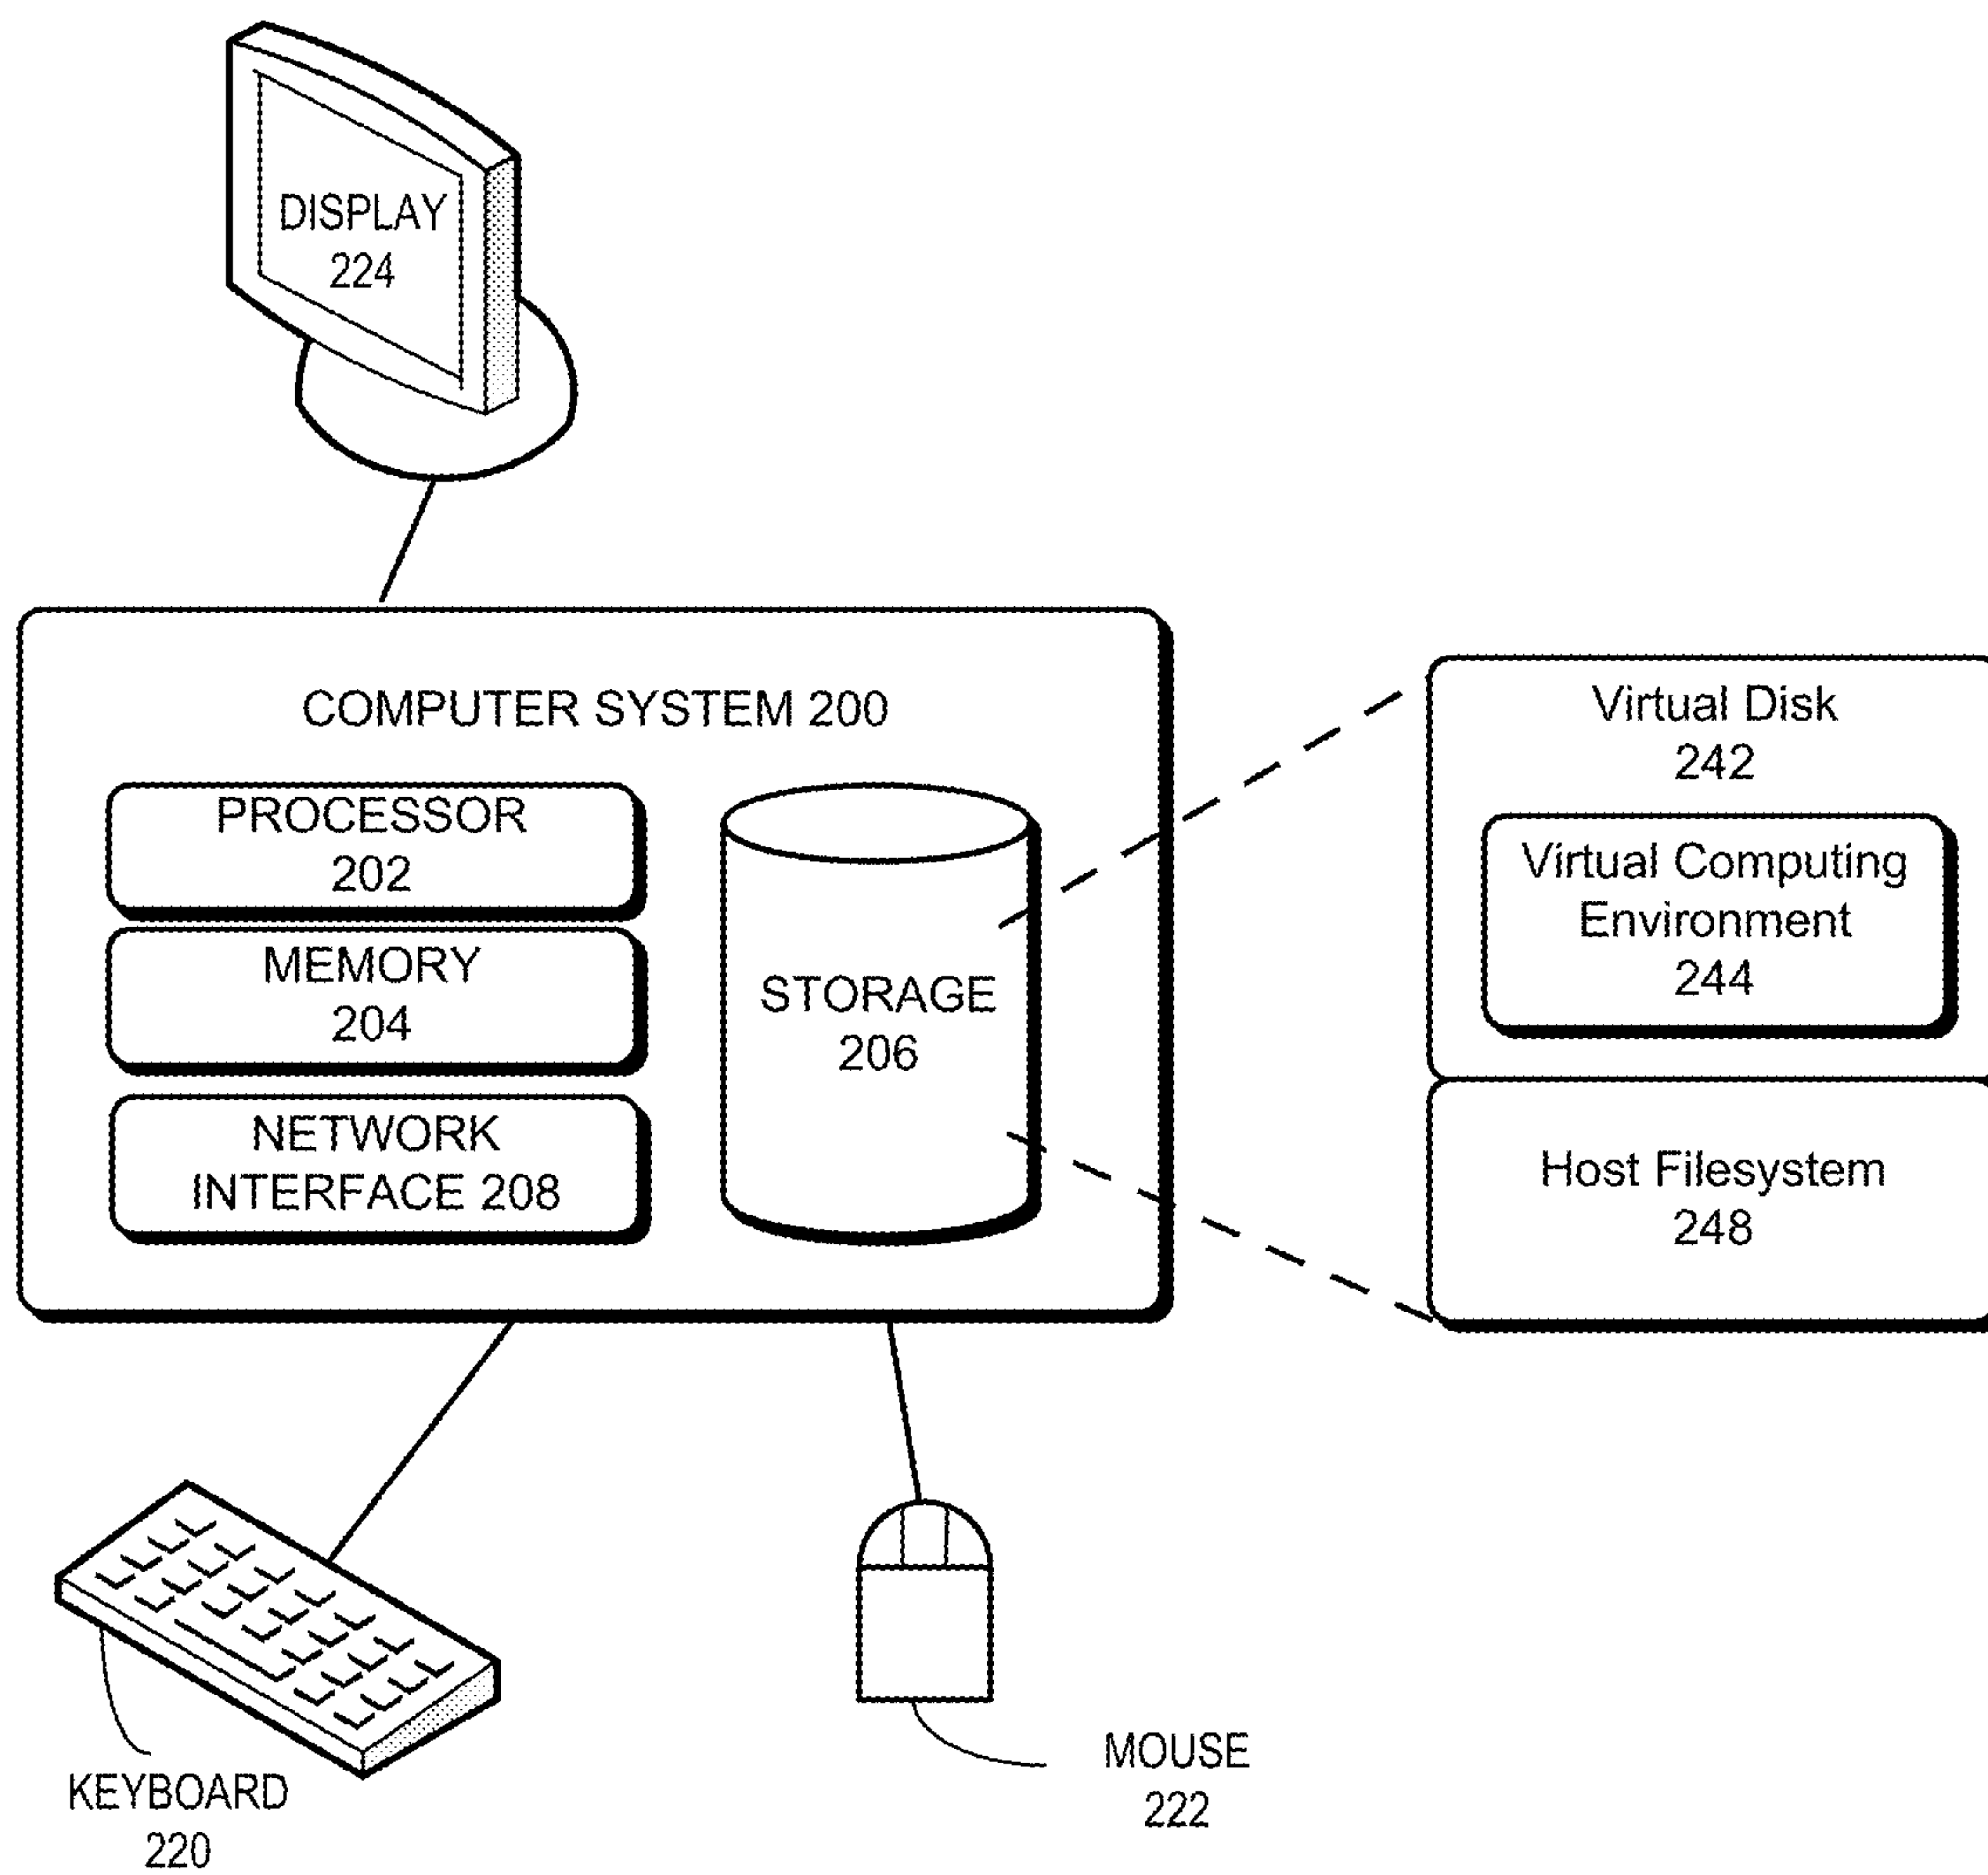 DISPLAY
224
COMPUTER SYSTEM 200
PROCESSOR
202
MEMORY
204
NETWORK
INTERFACE 208
STORAGE
206
Virtual Disk
242
Virtual Computing
Environment
244
Host Filesystem
248
KEYBOARD
220
MOUSE
222